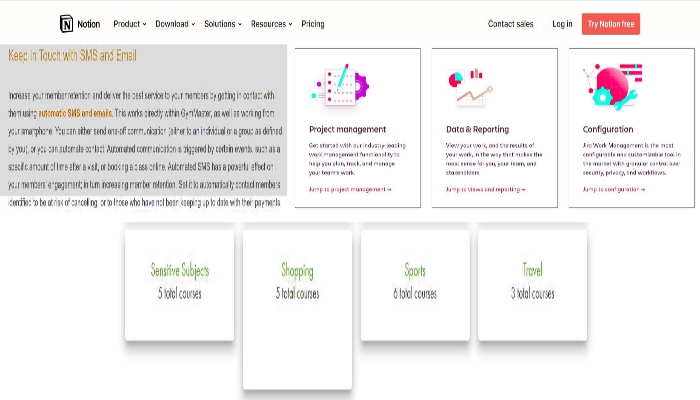 Notion Product Download Solutions Resources Pricing Contact sales Log in Try Notion free
Keep In Touch with SMS and Email
Increase your member retention and deliver the best service to your members by getting in contact with
them using automatic SMS and emails. This works directly within GymMaster, as well as working from
your smartphone. You can either send one-off communication (either to an individual or a group as defined
by you), or you can automate contact. Automated communication is triggered by certain events, such as a
specific amount of time after a visit, or booking a class online. Automated SMS has a powerful effect on
your members' engagement; in turn increasing member retention. Set it to automatically contact members
identified to be at risk of cancelling, or to those who have not been keeping up to date with their payments.
Project management
Get started with our industry-leading
work management functionality to
help you plan, track, and manage
your team's work.
Jump to project management →
Data & Reporting
View your work, and the results of
your work, in the way that makes the
most sense for you, your team, and
stakeholders.
Jump to views and reporting →
Configuration
Jira Work Management is the most
configurable and customizable tool in
the market with granular control over
security, privacy, and workflows.
Jump to configuration →
Sensitive Subjects
5 total courses
Shopping
5 total courses
Sports
6 total courses
Travel
3 total courses